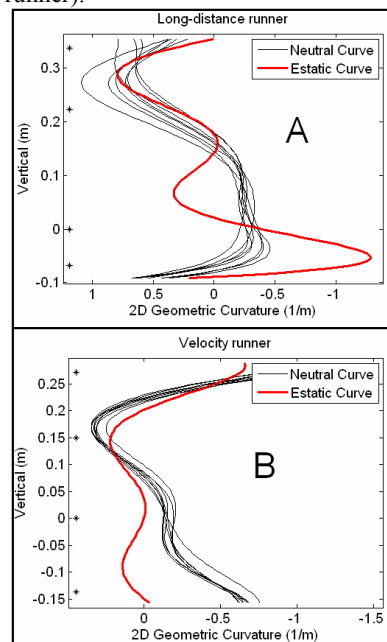 runner).
Long-distance runner
Neutral Curve
Estatic Curve
A
Vertical (m)
0.3
0.2
0.1
0
-0.1
1
0.5
0
-0.5
-1
2D Geometric Curvature (1/m)
Velocity runner
Neutral Curve
Estatic Curve
B
Vertical (m)
0.25
0.2
0.15
0.1
0.05
0
-0.05
-0.1
-0.15
0
-0.5
-1
-1.5
2D Geometric Curvature (1/m)